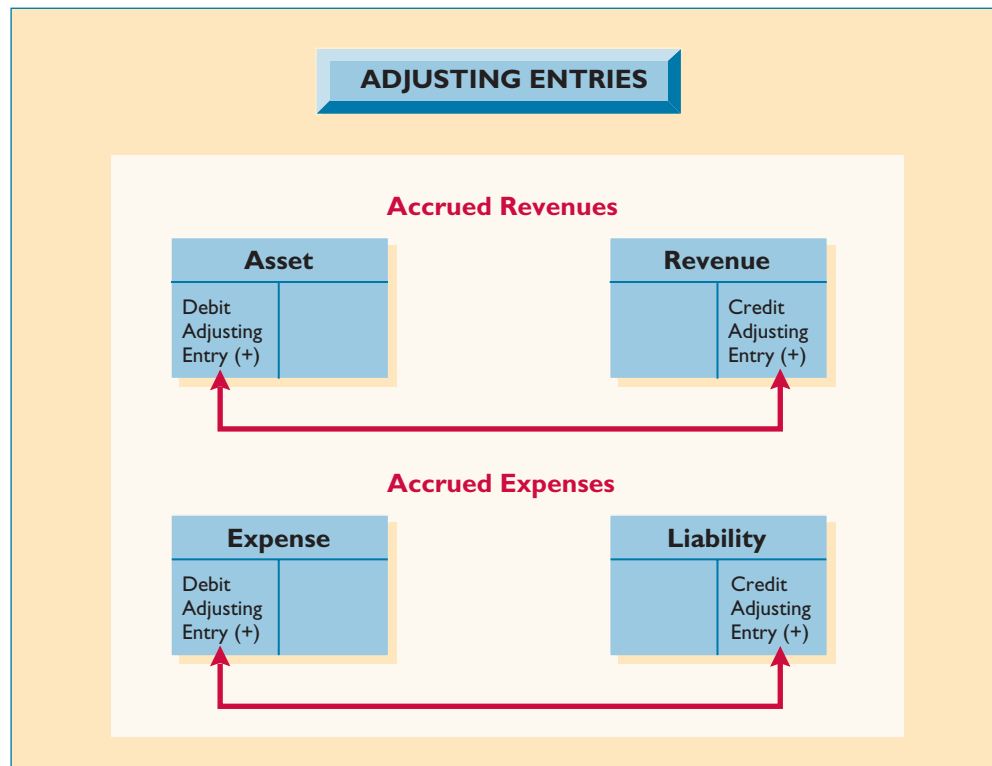 ADJUSTING ENTRIES
Accrued Revenues
Asset
Debit
Adjusting
Entry (+)
Revenue
Credit
Adjusting
Entry (+)
Accrued Expenses
Expense
Debit
Adjusting
Entry (+)
Liability
Credit
Adjusting
Entry (+)